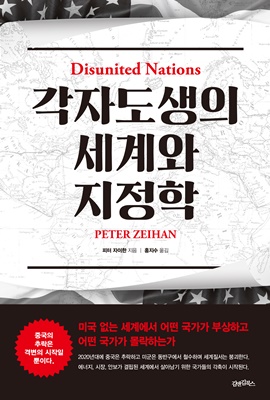 Disunited Nations
각자도생의
세계와
지정학
PETER ZEIHAN
피터 자이한 지음 | 홍지수 옮김
중국의
추락은
격변의 시작일
뿐이다.
미국 없는 세계에서 어떤 국가가 부상하고
어떤 국가가 몰락하는가
2020년대에 중국은 추락하고 미군은 동반구에서 철수하며 세계질서는 붕괴한다.
에너지, 시장, 안보가 결핍된 세계에서 살아남기 위한 국가들의 각축이 시작된다.
김앤김북스